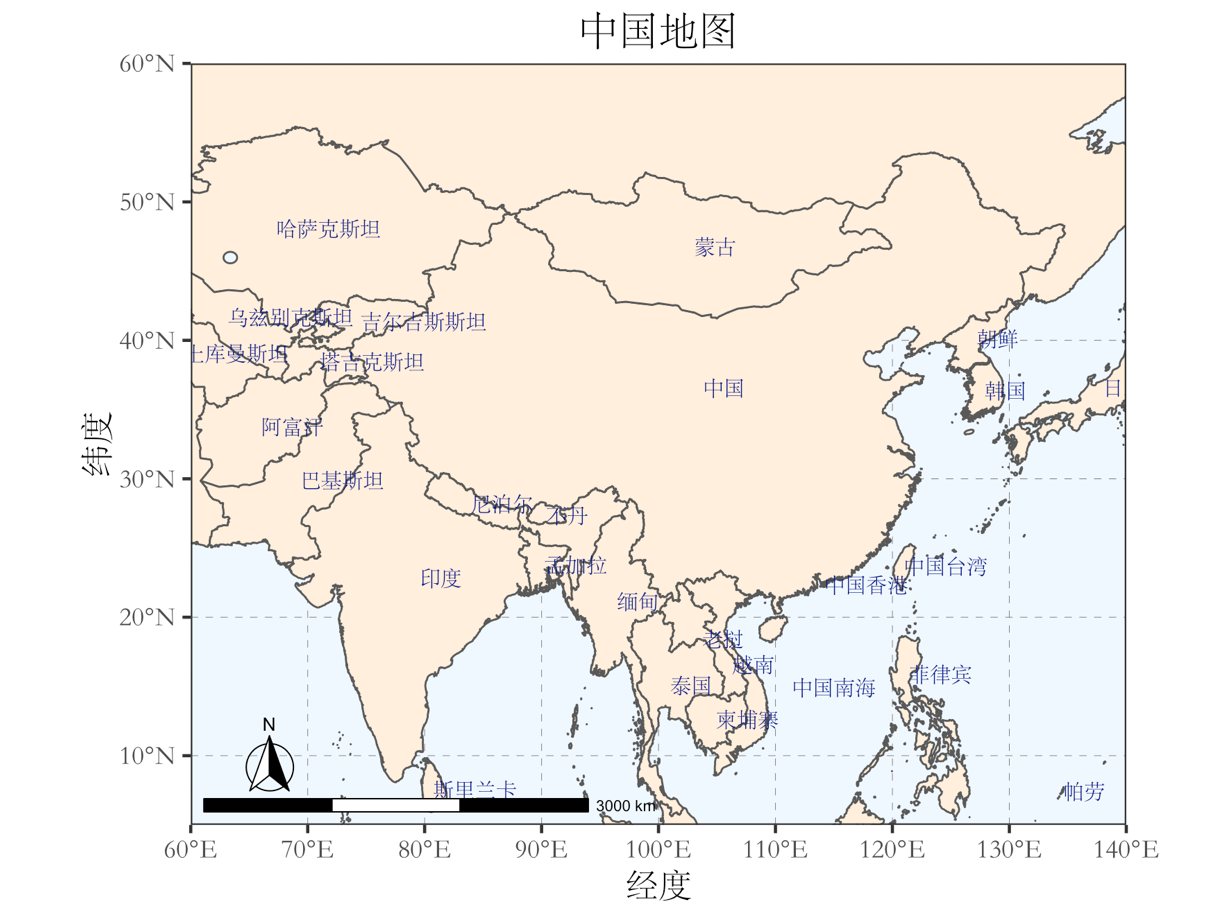 中国地图
60°N
50°N
哈萨克斯坦
蒙古
乌兹别克斯坦
吉尔吉斯斯坦
40°N
朝鲜
土库曼斯坦
塔吉克斯坦
中国
韩国
日
纬度
阿富汗
巴基斯坦
30°N
尼泊尔
不丹
孟加拉
中国台湾
印度
中国香港
缅甸
20°N
老挝
越南
泰国
中国南海
菲律宾
柬埔寨
N
10°N
斯里兰卡
帕劳
3000 km
60°E
70°E
80°E
90°E
100°E
110°E
120°E
130°E
140°E
经度